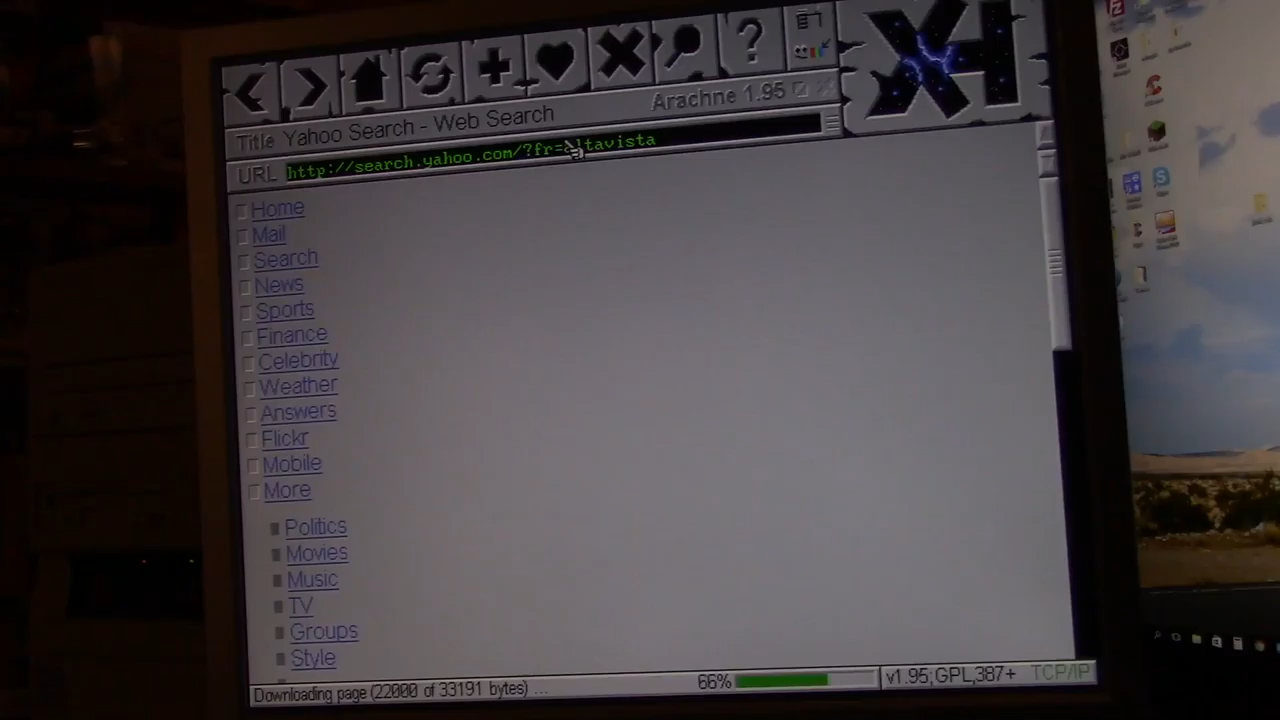 Arachne 1.95
Title Yahoo Search - Web Search
URL http://search.yahoo.com/?fr=altavista
Home
Mail
Search
News
Sports
Finance
Celebrity
Weather
Answers
Flickr
Mobile
More
Politics
Movies
Music
TV
Groups
Style
Downloading page (22000 of 33191 bytes) ... 66% v1.95;GPL,387+ TCP/IP